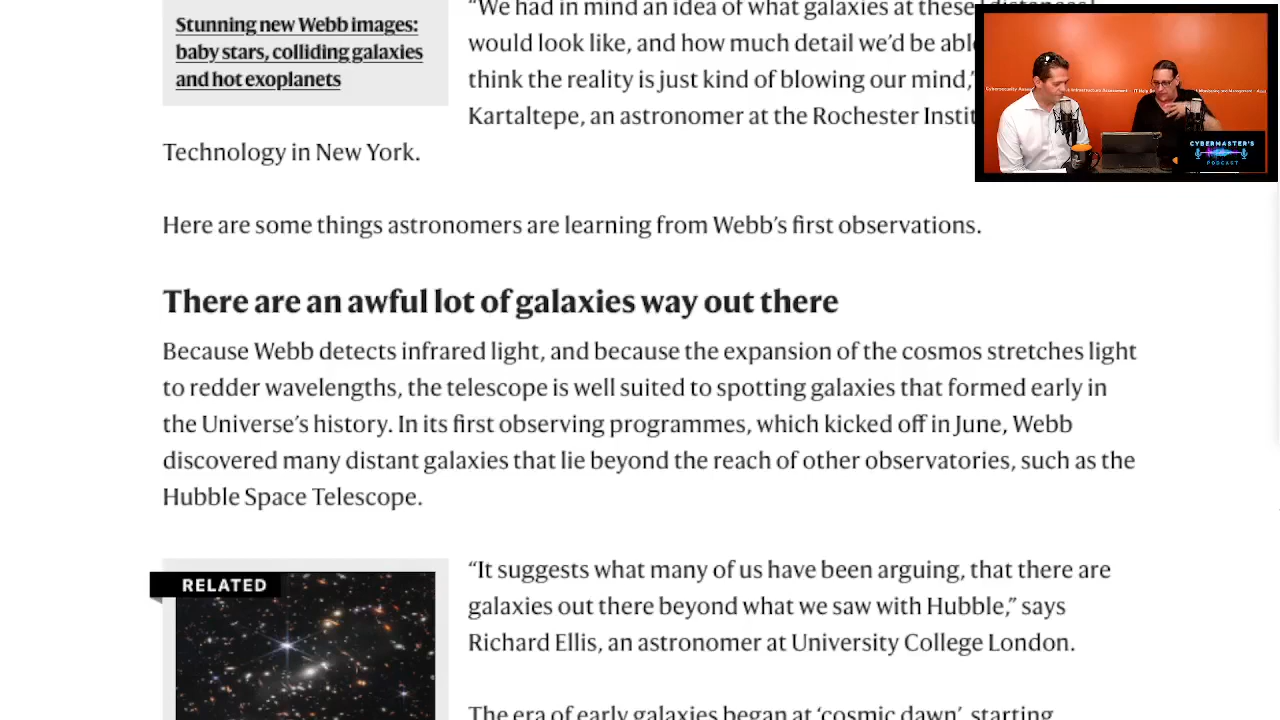 Stunning new Webb images:
baby stars, colliding galaxies
and hot exoplanets
“We had in mind an idea of what galaxies at these [distances]
would look like, and how much detail we’d be
think the reality is just kind of blowing our mind,”
Kartaltepe, an astronomer at the Rochester
Technology in New York.
CYBERMASTER'S
PODCAST
Here are some things astronomers are learning from Webb’s first observations.
There are an awful lot of galaxies way out there
Because Webb detects infrared light, and because the expansion of the cosmos stretches light
to redder wavelengths, the telescope is well suited to spotting galaxies that formed early in
the Universe’s history. In its first observing programmes, which kicked off in June, Webb
discovered many distant galaxies that lie beyond the reach of other observatories, such as the
Hubble Space Telescope.
RELATED
“It suggests what many of us have been arguing, that there are
galaxies out there beyond what we saw with Hubble,” says
Richard Ellis, an astronomer at University College London.
The era of early galaxies began at ‘cosmic dawn’, starting